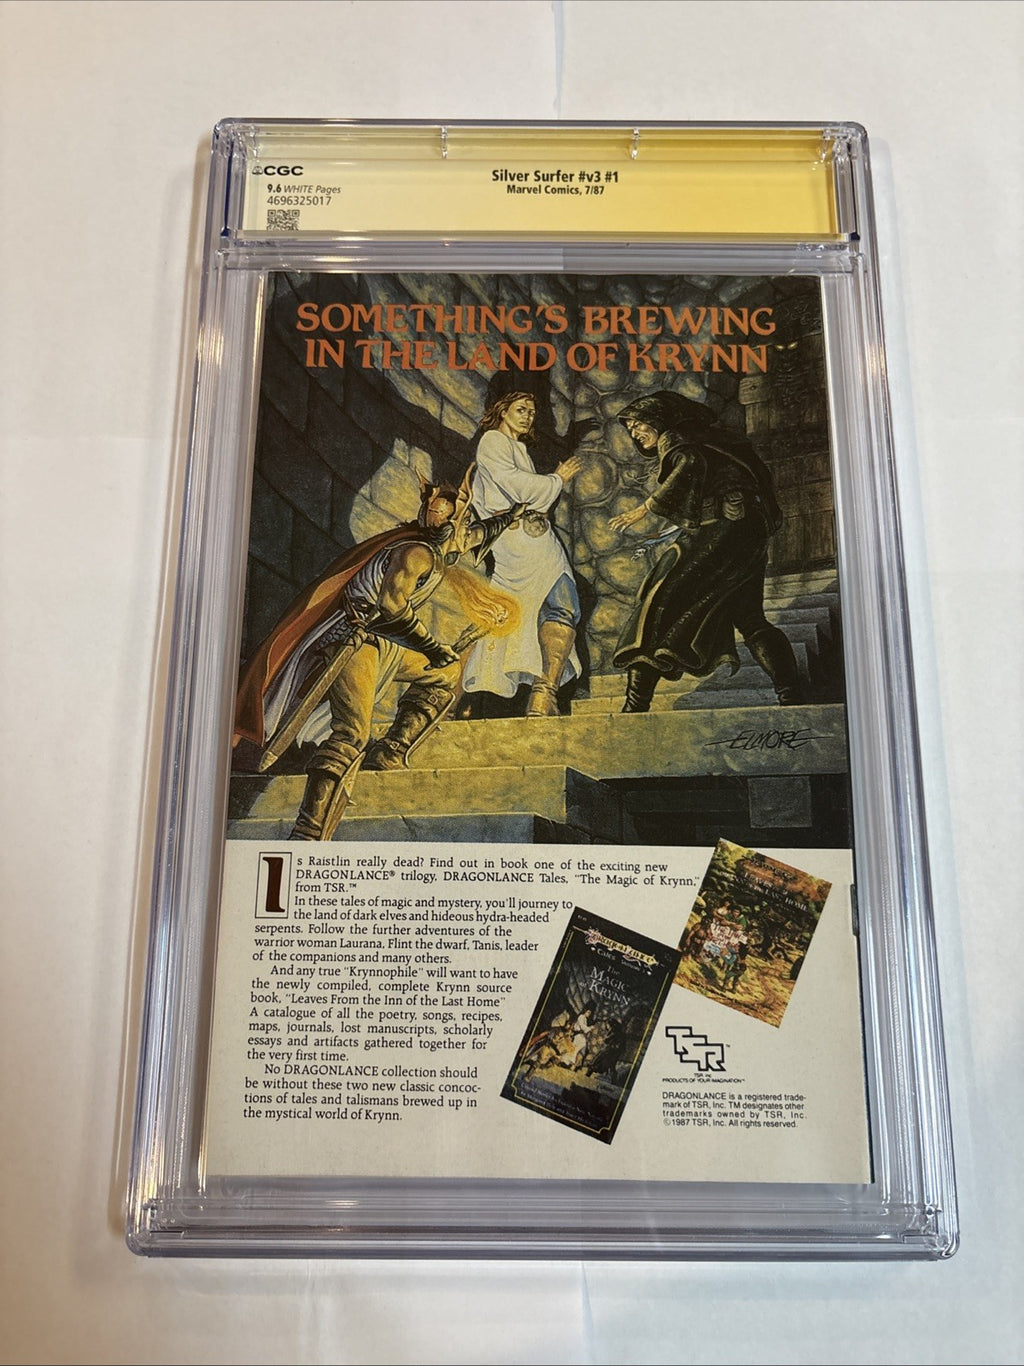 CGC
9.6 WHITE Pages
4696325017
Silver Surfer #v3 #1
Marvel Comics, 7/87
SOMETHING'S BREWING
IN THE LAND OF KRYNN
ELMORE
Is Raistlin really dead? Find out in book one of the exciting new
DRAGONLANCE® trilogy, DRAGONLANCE Tales, "The Magic of Krynn,"
from TSR.™
In these tales of magic and mystery, you'll journey to
the land of dark elves and hideous hydra-headed
serpents. Follow the further adventures of the
warrior woman Laurana, Flint the dwarf, Tanis, leader
of the companions and many others.
And any true "Krynnophile" will want to have
the newly compiled, complete Krynn source
book, "Leaves From the Inn of the Last Home"
A catalogue of all the poetry, songs, recipes,
maps, journals, lost manuscripts, scholarly
essays and artifacts gathered together for
the very first time.
No DRAGONLANCE collection should
be without these two new classic concoc-
tions of tales and talismans brewed up in
the mystical world of Krynn.
The
MAGIC
of KRYNN
TSR™
TSR, Inc.
PRODUCTS OF YOUR IMAGINATION™
DRAGONLANCE is a registered trade-
mark of TSR, Inc. TM designates other
trademarks owned by TSR, Inc.
©1987 TSR, Inc. All rights reserved.